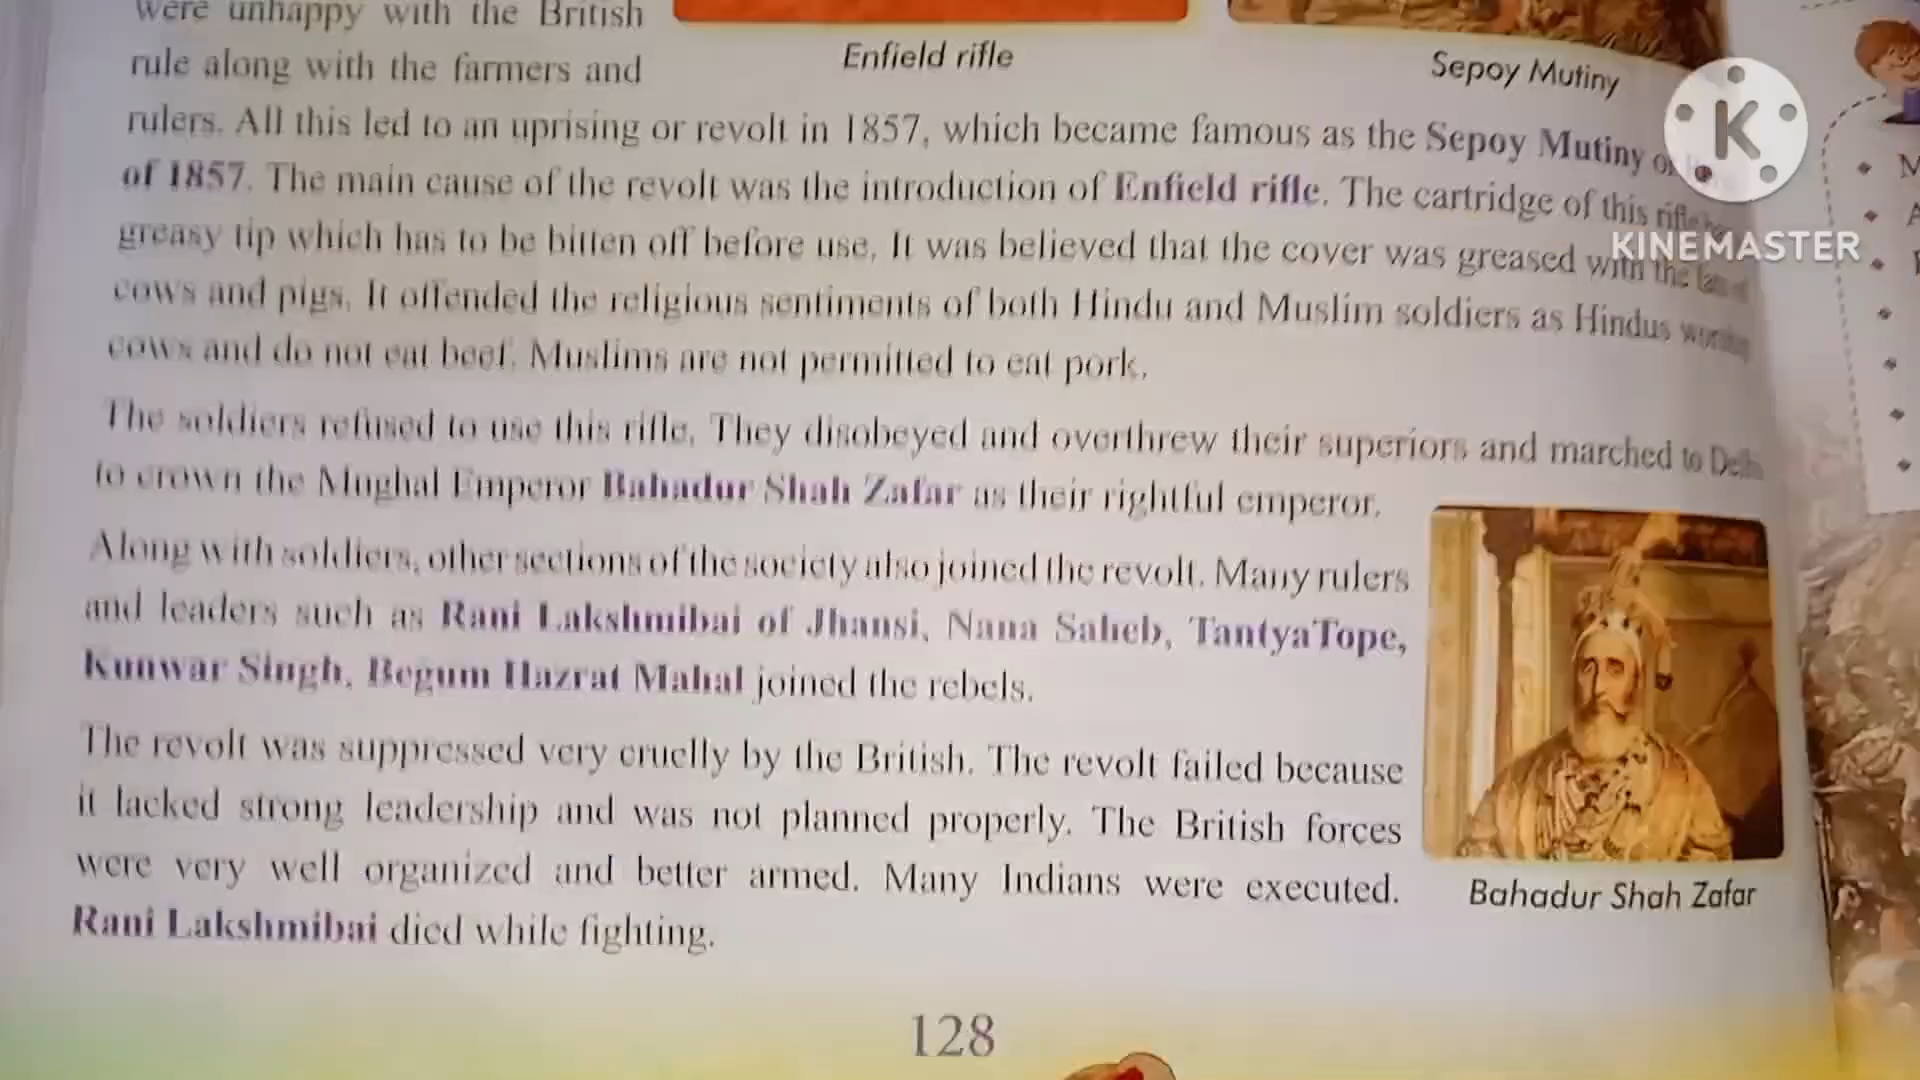 were unhappy with the British
rule along with the farmers and
Enfield rifle
Sepoy Mutiny
rulers. All this led to an uprising or revolt in 1857, which became famous as the Sepoy Mutiny
of 1857. The main cause of the revolt was the introduction of Enfield rifle. The cartridge of this rifle
greasy tip which has to be bitten off before use. It was believed that the cover was greased with the
cows and pigs. It offended the religious sentiments of both Hindu and Muslim soldiers as Hindus
cows and do not eat beef. Muslims are not permitted to eat pork.
The soldiers refused to use this rifle. They disobeyed and overthrew their superiors and marched to
to crown the Mughal Emperor Bahadur Shah Zafar as their rightful emperor.
Along with soldiers, other sections of the society also joined the revolt. Many rulers
and leaders such as Rani Lakshmibai of Jhansi, Nana Saheb, TantyaTope,
Kunwar Singh, Begum Hazrat Mahal joined the rebels.
The revolt was suppressed very cruelly by the British. The revolt failed because
it lacked strong leadership and was not planned properly. The British forces
were very well organized and better armed. Many Indians were executed.
Rani Lakshmibai died while fighting.
Bahadur Shah Zafar
128
K
KINEMASTER